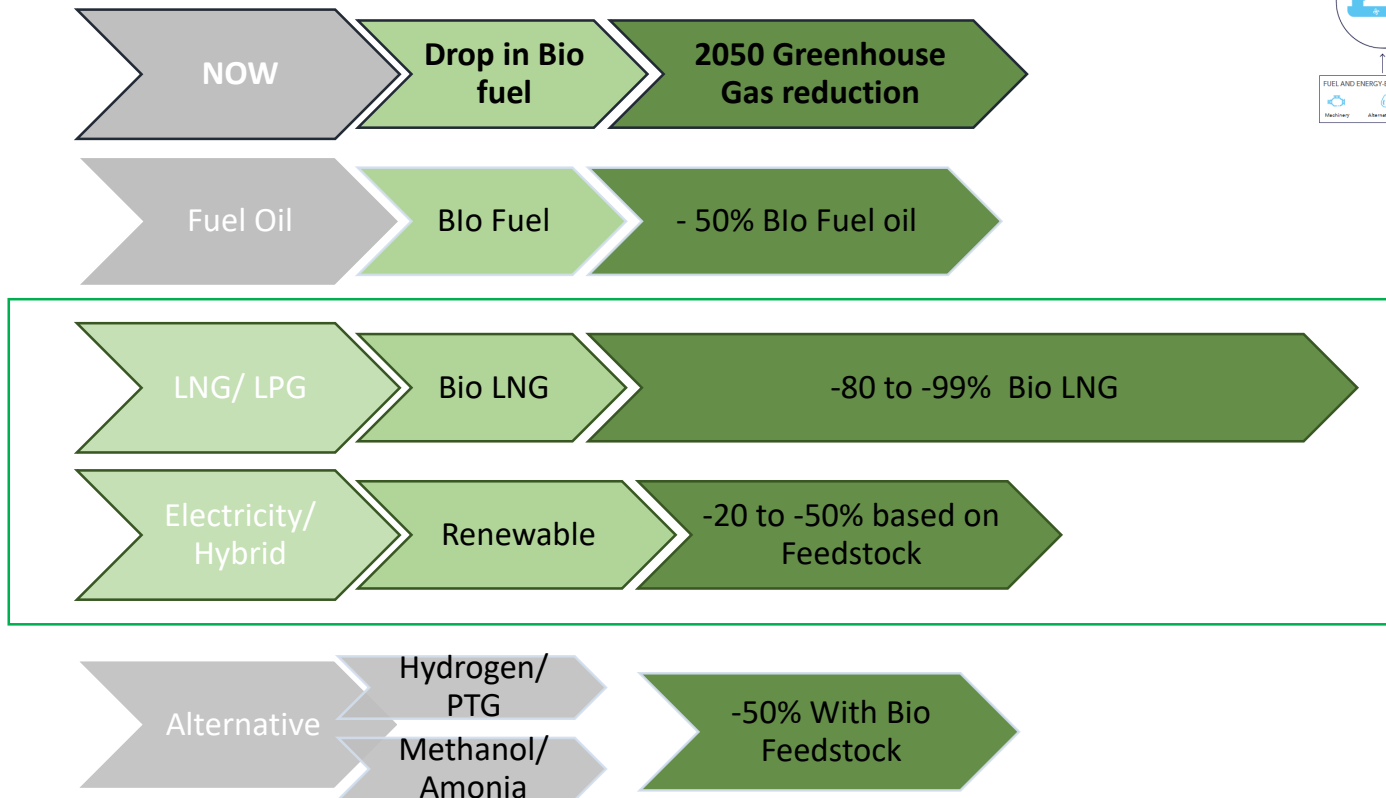 NOW
Drop in Bio
fuel
2050 Greenhouse
Gas reduction
FUEL AND ENERGY-
Machinery
Fuel Oil
BIo Fuel
- 50% BIo Fuel oil
LNG/ LPG
Bio LNG
-80 to -99%  Bio LNG
Electricity/
Hybrid
Renewable
-20 to -50% based on
Feedstock
Alternative
Hydrogen/
PTG
Methanol/
Amonia
-50% With Bio
Feedstock